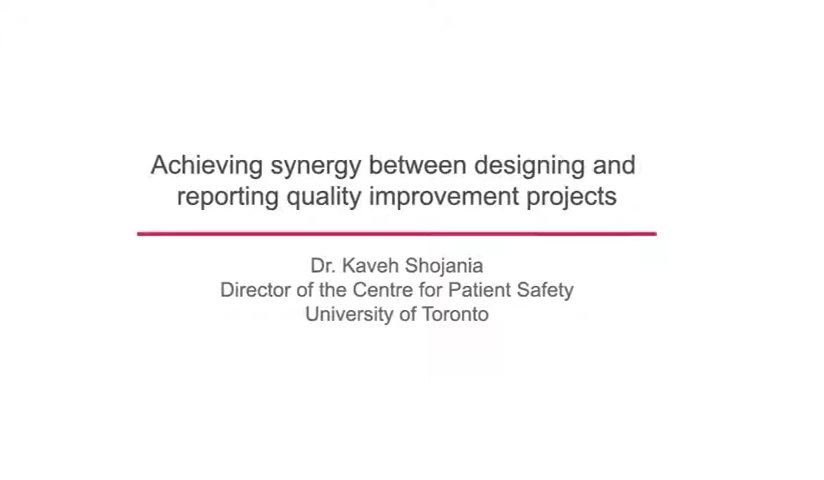 Achieving synergy between designing and
reporting quality improvement projects
Dr. Kaveh Shojania
Director of the Centre for Patient Safety
University of Toronto